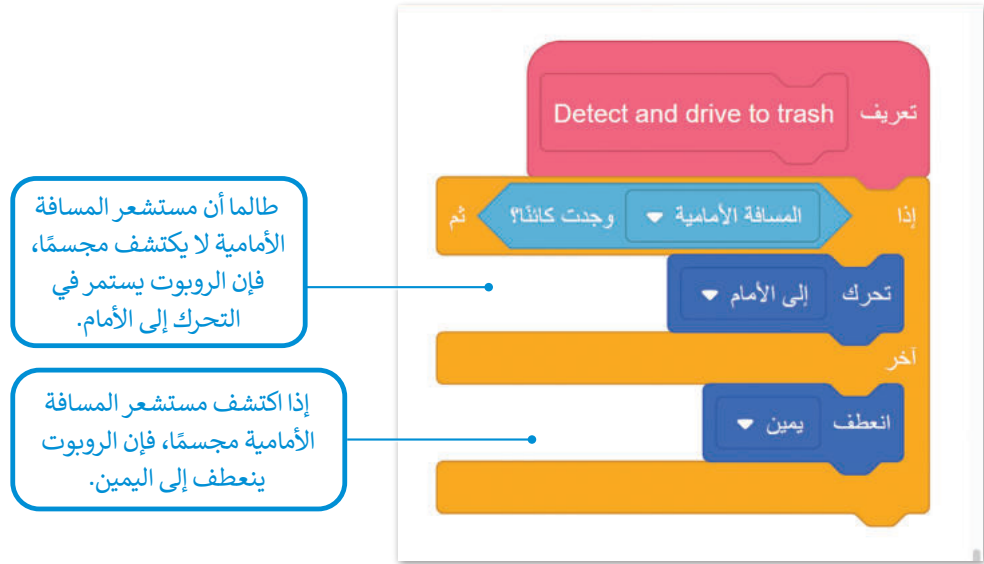 تعريف Detect and drive to trash
إذا المسافة الأمامية وجدت كائنًا؟ ثم
تحرك إلى الأمام
آخر
انعطف يمين
طالما أن مستشعر المسافة
الأمامية لا يكتشف مجسمًا،
فإن الروبوت يستمر في
التحرك إلى الأمام.
إذا اكتشف مستشعر المسافة
الأمامية مجسمًا، فإن الروبوت
ينعطف إلى اليمين.